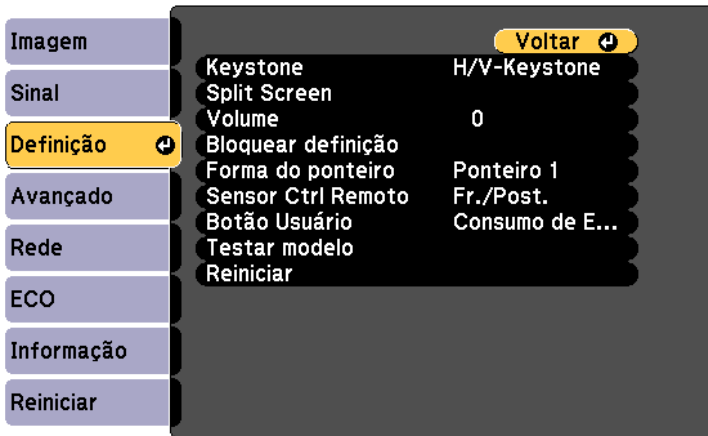 Imagem
Sinal
Definição
Avançado
Rede
ECO
Informação
Reiniciar
Voltar
Keystone H/V-Keystone
Split Screen
Volume 0
Bloquear definição
Forma do ponteiro Ponteiro 1
Sensor Ctrl Remoto Fr./Post.
Botão Usuário Consumo de E...
Testar modelo
Reiniciar